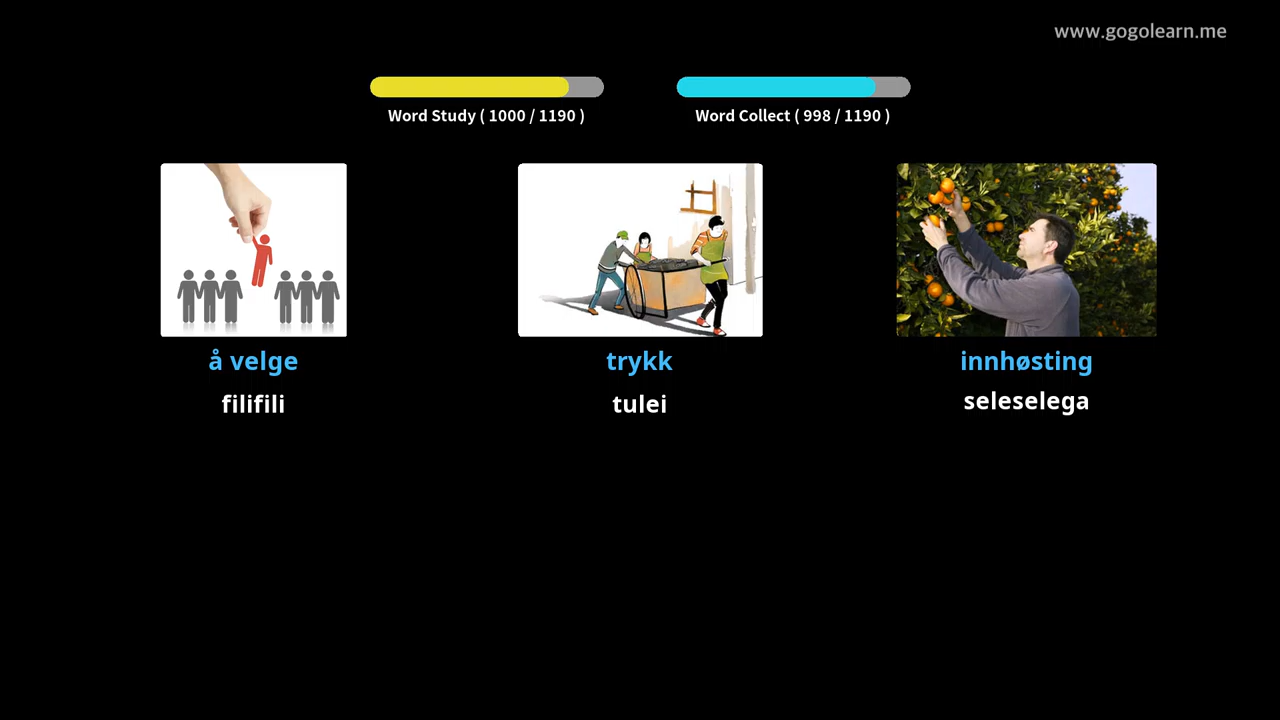 www.gogolearn.me
Word Study ( 1000 / 1190 )
Word Collect ( 998 / 1190 )
å velge
trykk
innhøsting
filifili
tulei
seleselega